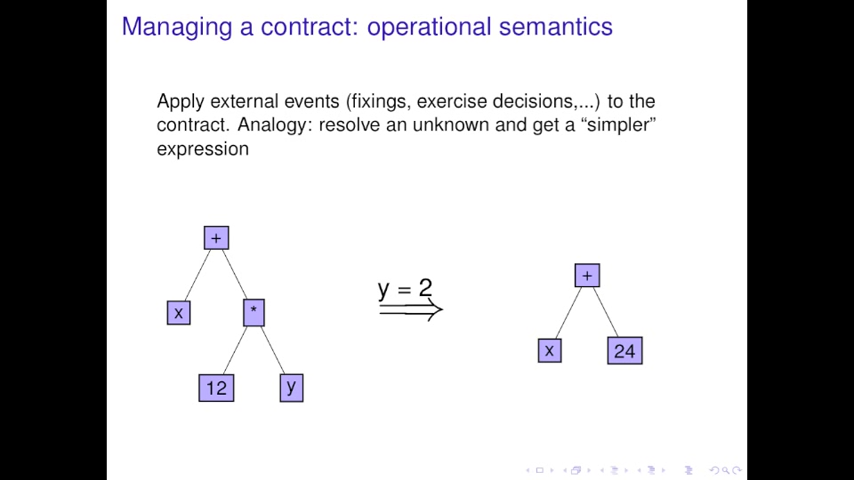 Managing a contract: operational semantics
Apply external events (fixings, exercise decisions,...) to the
contract. Analogy: resolve an unknown and get a “simpler”
expression
+
x
*
12
y
y = 2
+
x
24